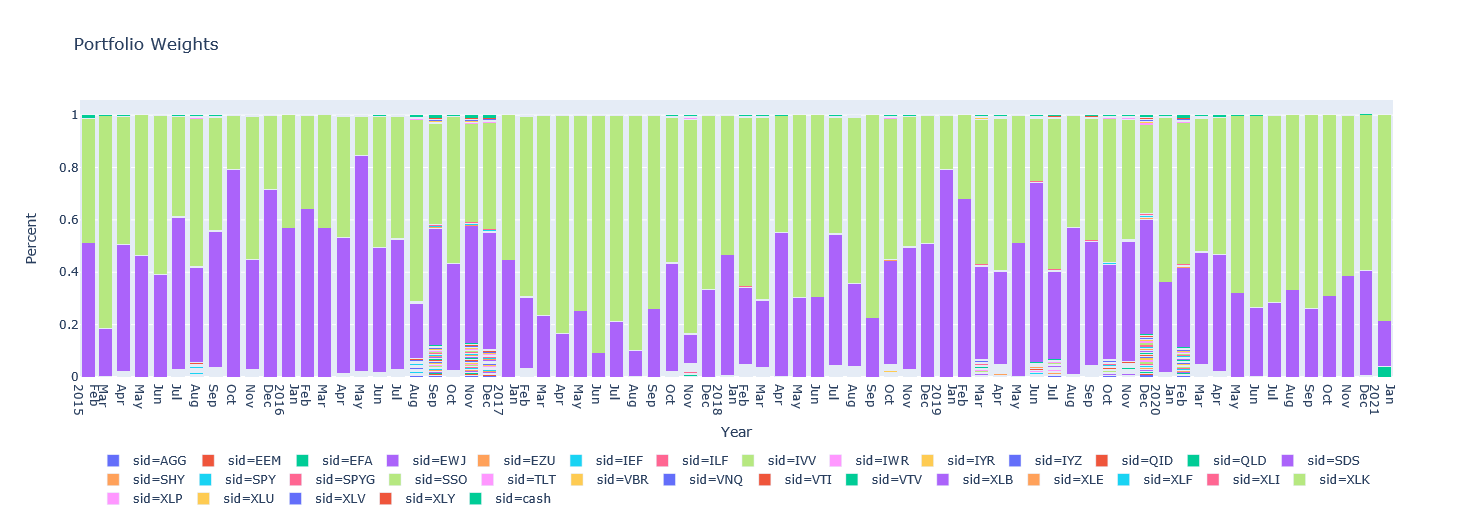 Portfolio Weights
1
0.8
0.6
0.4
0.2
0
Percent
Feb
2015
Mar
Apr
May
Jun
Jul
Aug
Sep
Oct
Nov
Dec
Jan
2016
Feb
Mar
Apr
May
Jun
Jul
Aug
Sep
Oct
Nov
Dec
Jan
2017
Feb
Mar
Apr
May
Jun
Jul
Aug
Sep
Oct
Nov
Dec
Jan
2018
Feb
Mar
Apr
May
Jun
Jul
Aug
Sep
Oct
Nov
Dec
Jan
2019
Feb
Mar
Apr
May
Jun
Jul
Aug
Sep
Oct
Nov
Dec
Jan
2020
Feb
Mar
Apr
May
Jun
Jul
Aug
Sep
Oct
Nov
Dec
Jan
2021
Year
sid=AGG sid=EEM sid=EFA sid=EWJ sid=EZU sid=IEF sid=ILF sid=IVV sid=IWR sid=IYR sid=IYZ sid=QID sid=QLD sid=SDS
sid=SHY sid=SPY sid=SPYG sid=SSO sid=TLT sid=VBR sid=VNQ sid=VTI sid=VTV sid=XLB sid=XLE sid=XLF sid=XLI sid=XLK
sid=XLP sid=XLU sid=XLV sid=XLY sid=cash